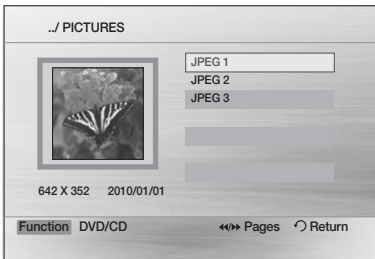 ../ PICTURES
JPEG 1
JPEG 2
JPEG 3
642 X 352 2010/01/01
Function DVD/CD ◀◀/▶▶ Pages ↶ Return